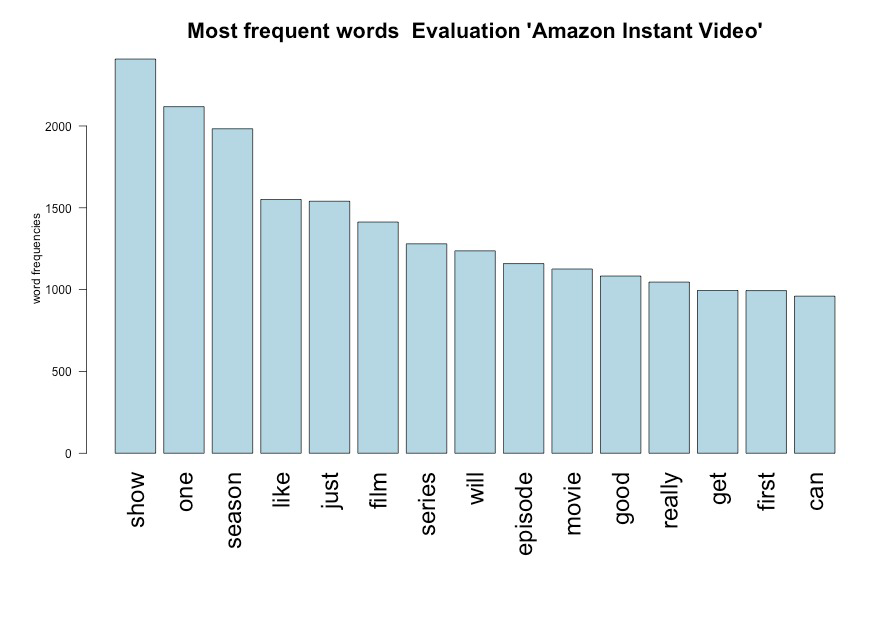 Most frequent words  Evaluation 'Amazon Instant Video'
word frequencies
2000
1500
1000
500
0
show
one
season
like
just
film
series
will
episode
movie
good
really
get
first
can